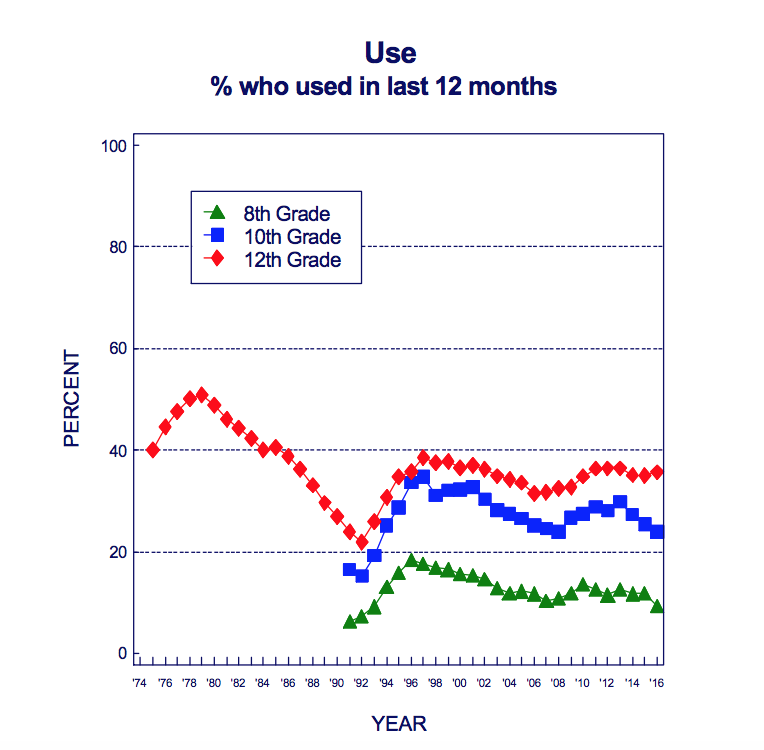 Use
% who used in last 12 months
100
80
60
40
20
0
PERCENT
8th Grade
10th Grade
12th Grade
'74 '76 '78 '80 '82 '84 '86 '88 '90 '92 '94 '96 '98 '00 '02 '04 '06 '08 '10 '12 '14 '16
YEAR